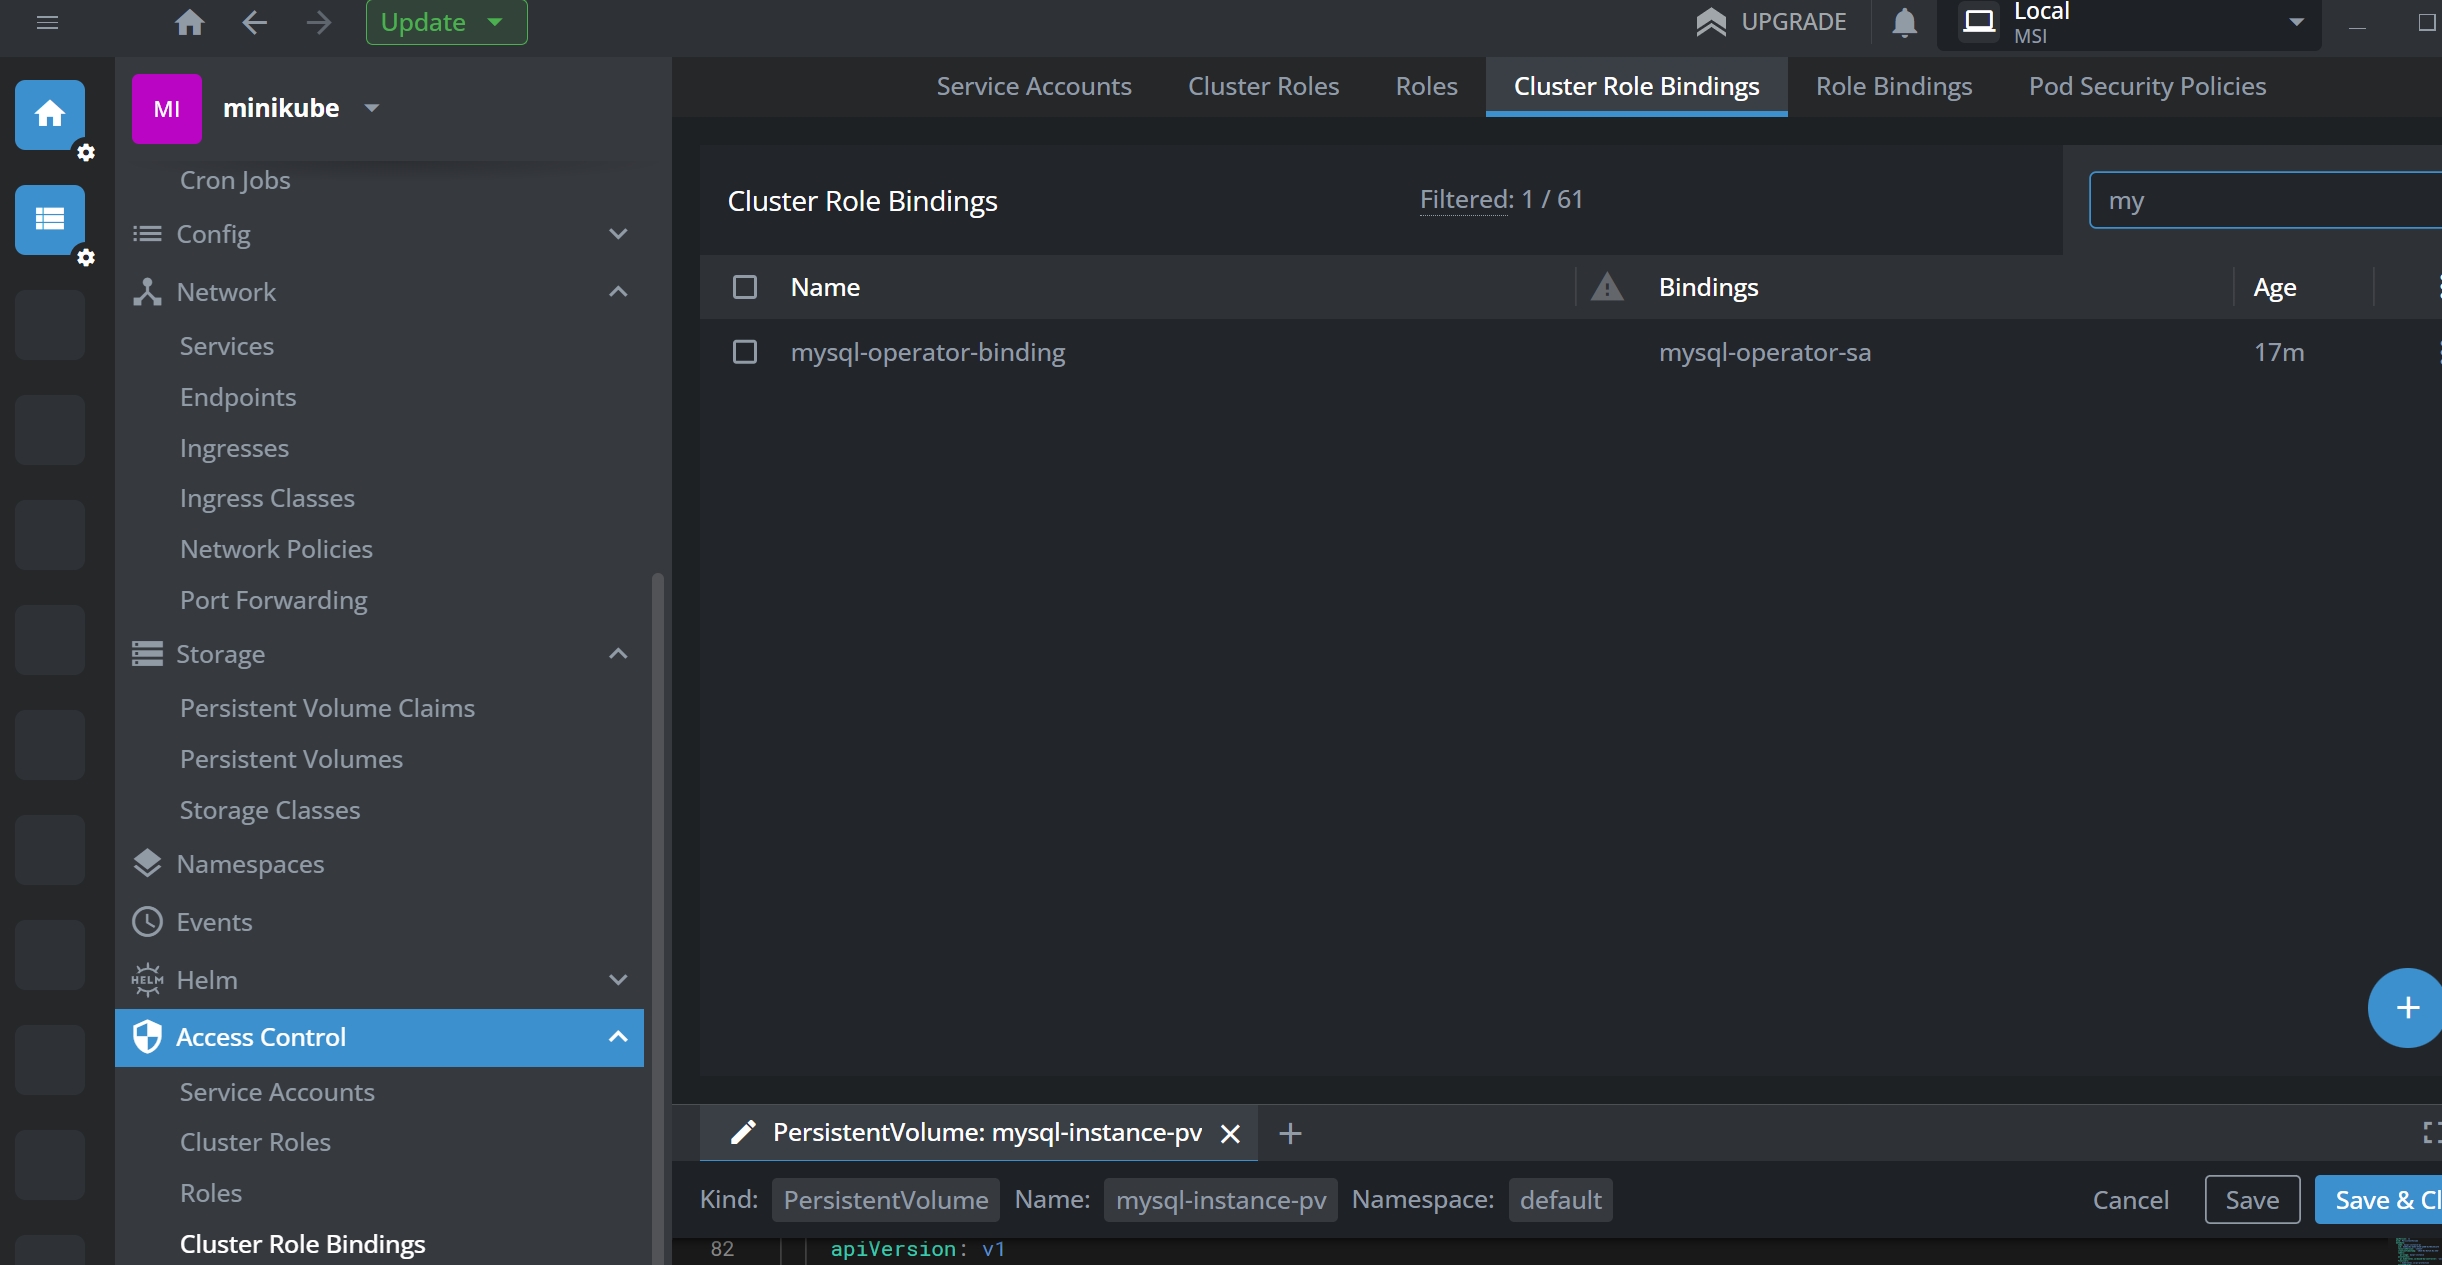 Update
UPGRADE
Local
MSI
MI
minikube
Service Accounts
Cluster Roles
Roles
Cluster Role Bindings
Role Bindings
Pod Security Policies
Cron Jobs
Config
Network
Services
Endpoints
Ingresses
Ingress Classes
Network Policies
Port Forwarding
Storage
Persistent Volume Claims
Persistent Volumes
Storage Classes
Namespaces
Events
HELM
Helm
Access Control
Service Accounts
Cluster Roles
Roles
Cluster Role Bindings
Cluster Role Bindings
Filtered: 1 / 61
my
Name
Bindings
Age
mysql-operator-binding
mysql-operator-sa
17m
+
PersistentVolume: mysql-instance-pv
Kind: PersistentVolume Name: mysql-instance-pv Namespace: default
Cancel
Save
Save & Cl
82 apiVersion: v1